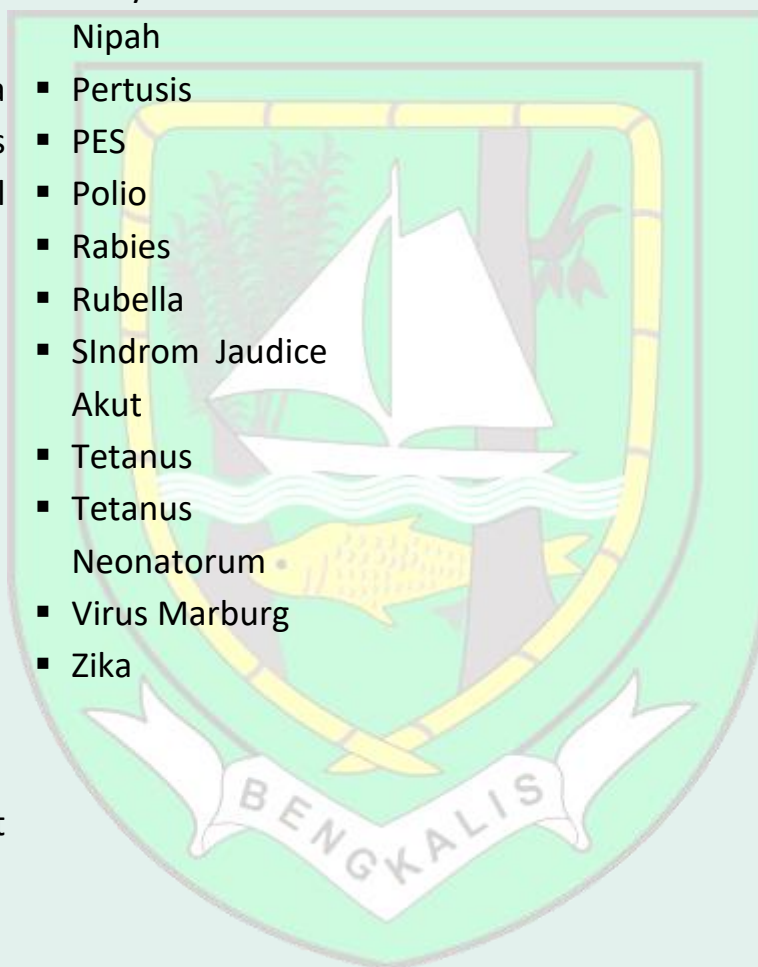 Nipah
▪ Pertusis
▪ PES
▪ Polio
▪ Rabies
▪ Rubella
▪ SIndrom Jaudice
Akut
▪ Tetanus
▪ Tetanus
Neonatorum
▪ Virus Marburg
▪ Zika
BENGKALIS